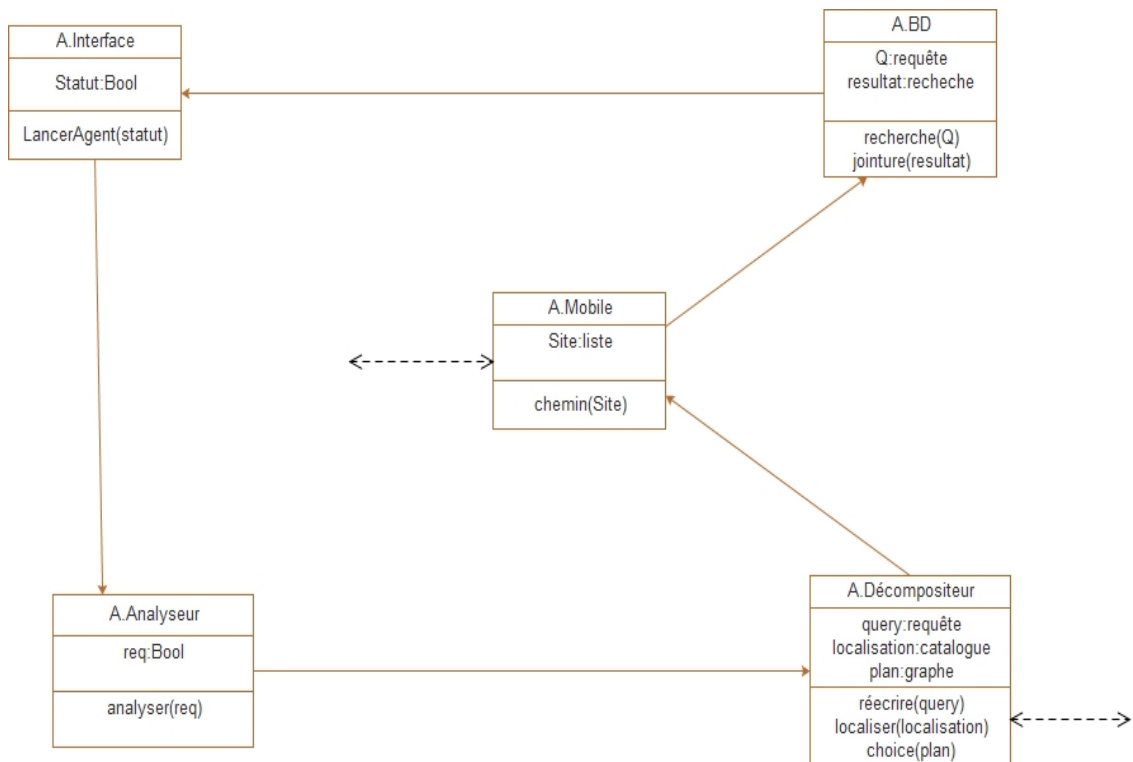 A.Interface
Statut:Bool
LancerAgent(statut)
A.BD
Q:requête
resultat:recheche
recherche(Q)
jointure(resultat)
A.Mobile
Site:liste
chemin(Site)
A.Analyseur
req:Bool
analyser(req)
A.Décompositeur
query:requête
localisation:catalogue
plan:graphe
réecrire(query)
localiser(localisation)
choice(plan)